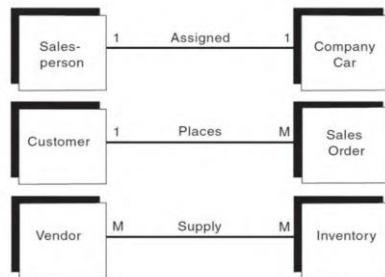 Sales-
person
1 Assigned 1
Company
Car
Customer
1 Places M
Sales
Order
Vendor
M Supply M
Inventory